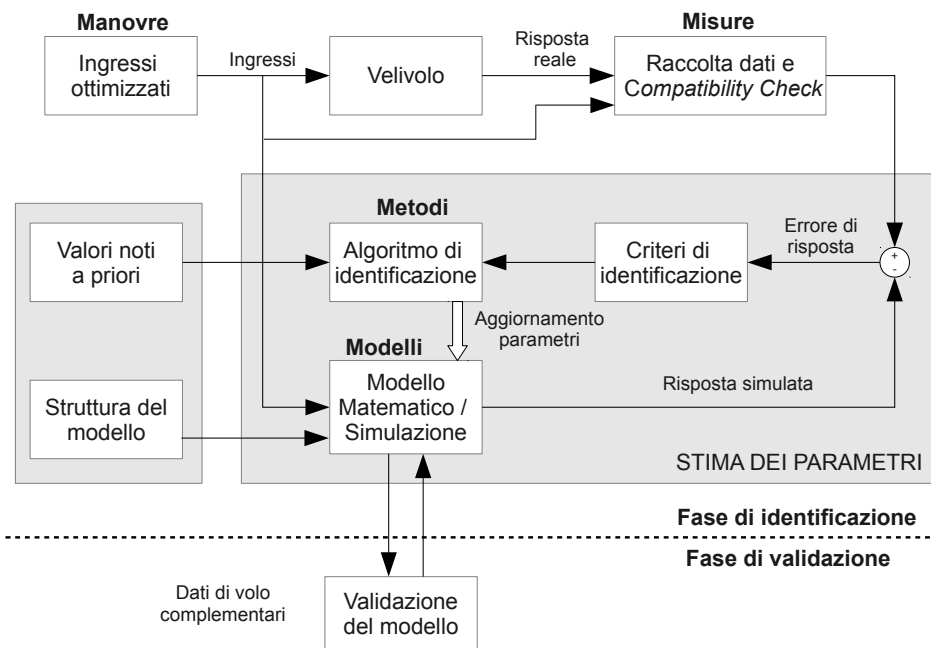 Manovre
Misure
Ingressi
ottimizzati
Ingressi
Velivolo
Risposta
reale
Raccolta dati e
Compatibility Check
Metodi
Valori noti
a priori
Algoritmo di
identificazione
Criteri di
identificazione
Errore di
risposta
+
-
Aggiornamento
parametri
Modelli
Struttura del
modello
Modello
Matematico /
Simulazione
Risposta simulata
STIMA DEI PARAMETRI
Fase di identificazione
Fase di validazione
Dati di volo
complementari
Validazione
del modello